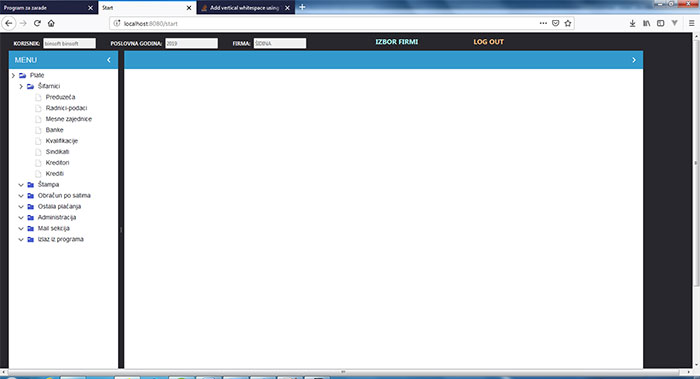 Program za zarade
Start
Add vertical whitespace using
localhost:8080/start
KORISNIK: binsoft binsoft POSLOVNA GODINA: 2019 FIRMA: ŠIDINA IZBOR FIRMI LOG OUT
MENU
Plate
Šifarnici
Preduzeća
Radnici-podaci
Mesne zajednice
Banke
Kvalifikacije
Sindikati
Kreditori
Krediti
Štampa
Obračun po satima
Ostala plaćanja
Administracija
Mail sekcija
Izlaz iz programa